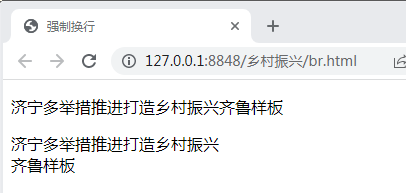 强制换行
127.0.0.1:8848/乡村振兴/br.html
济宁多举措推进打造乡村振兴齐鲁样板
济宁多举措推进打造乡村振兴
齐鲁样板